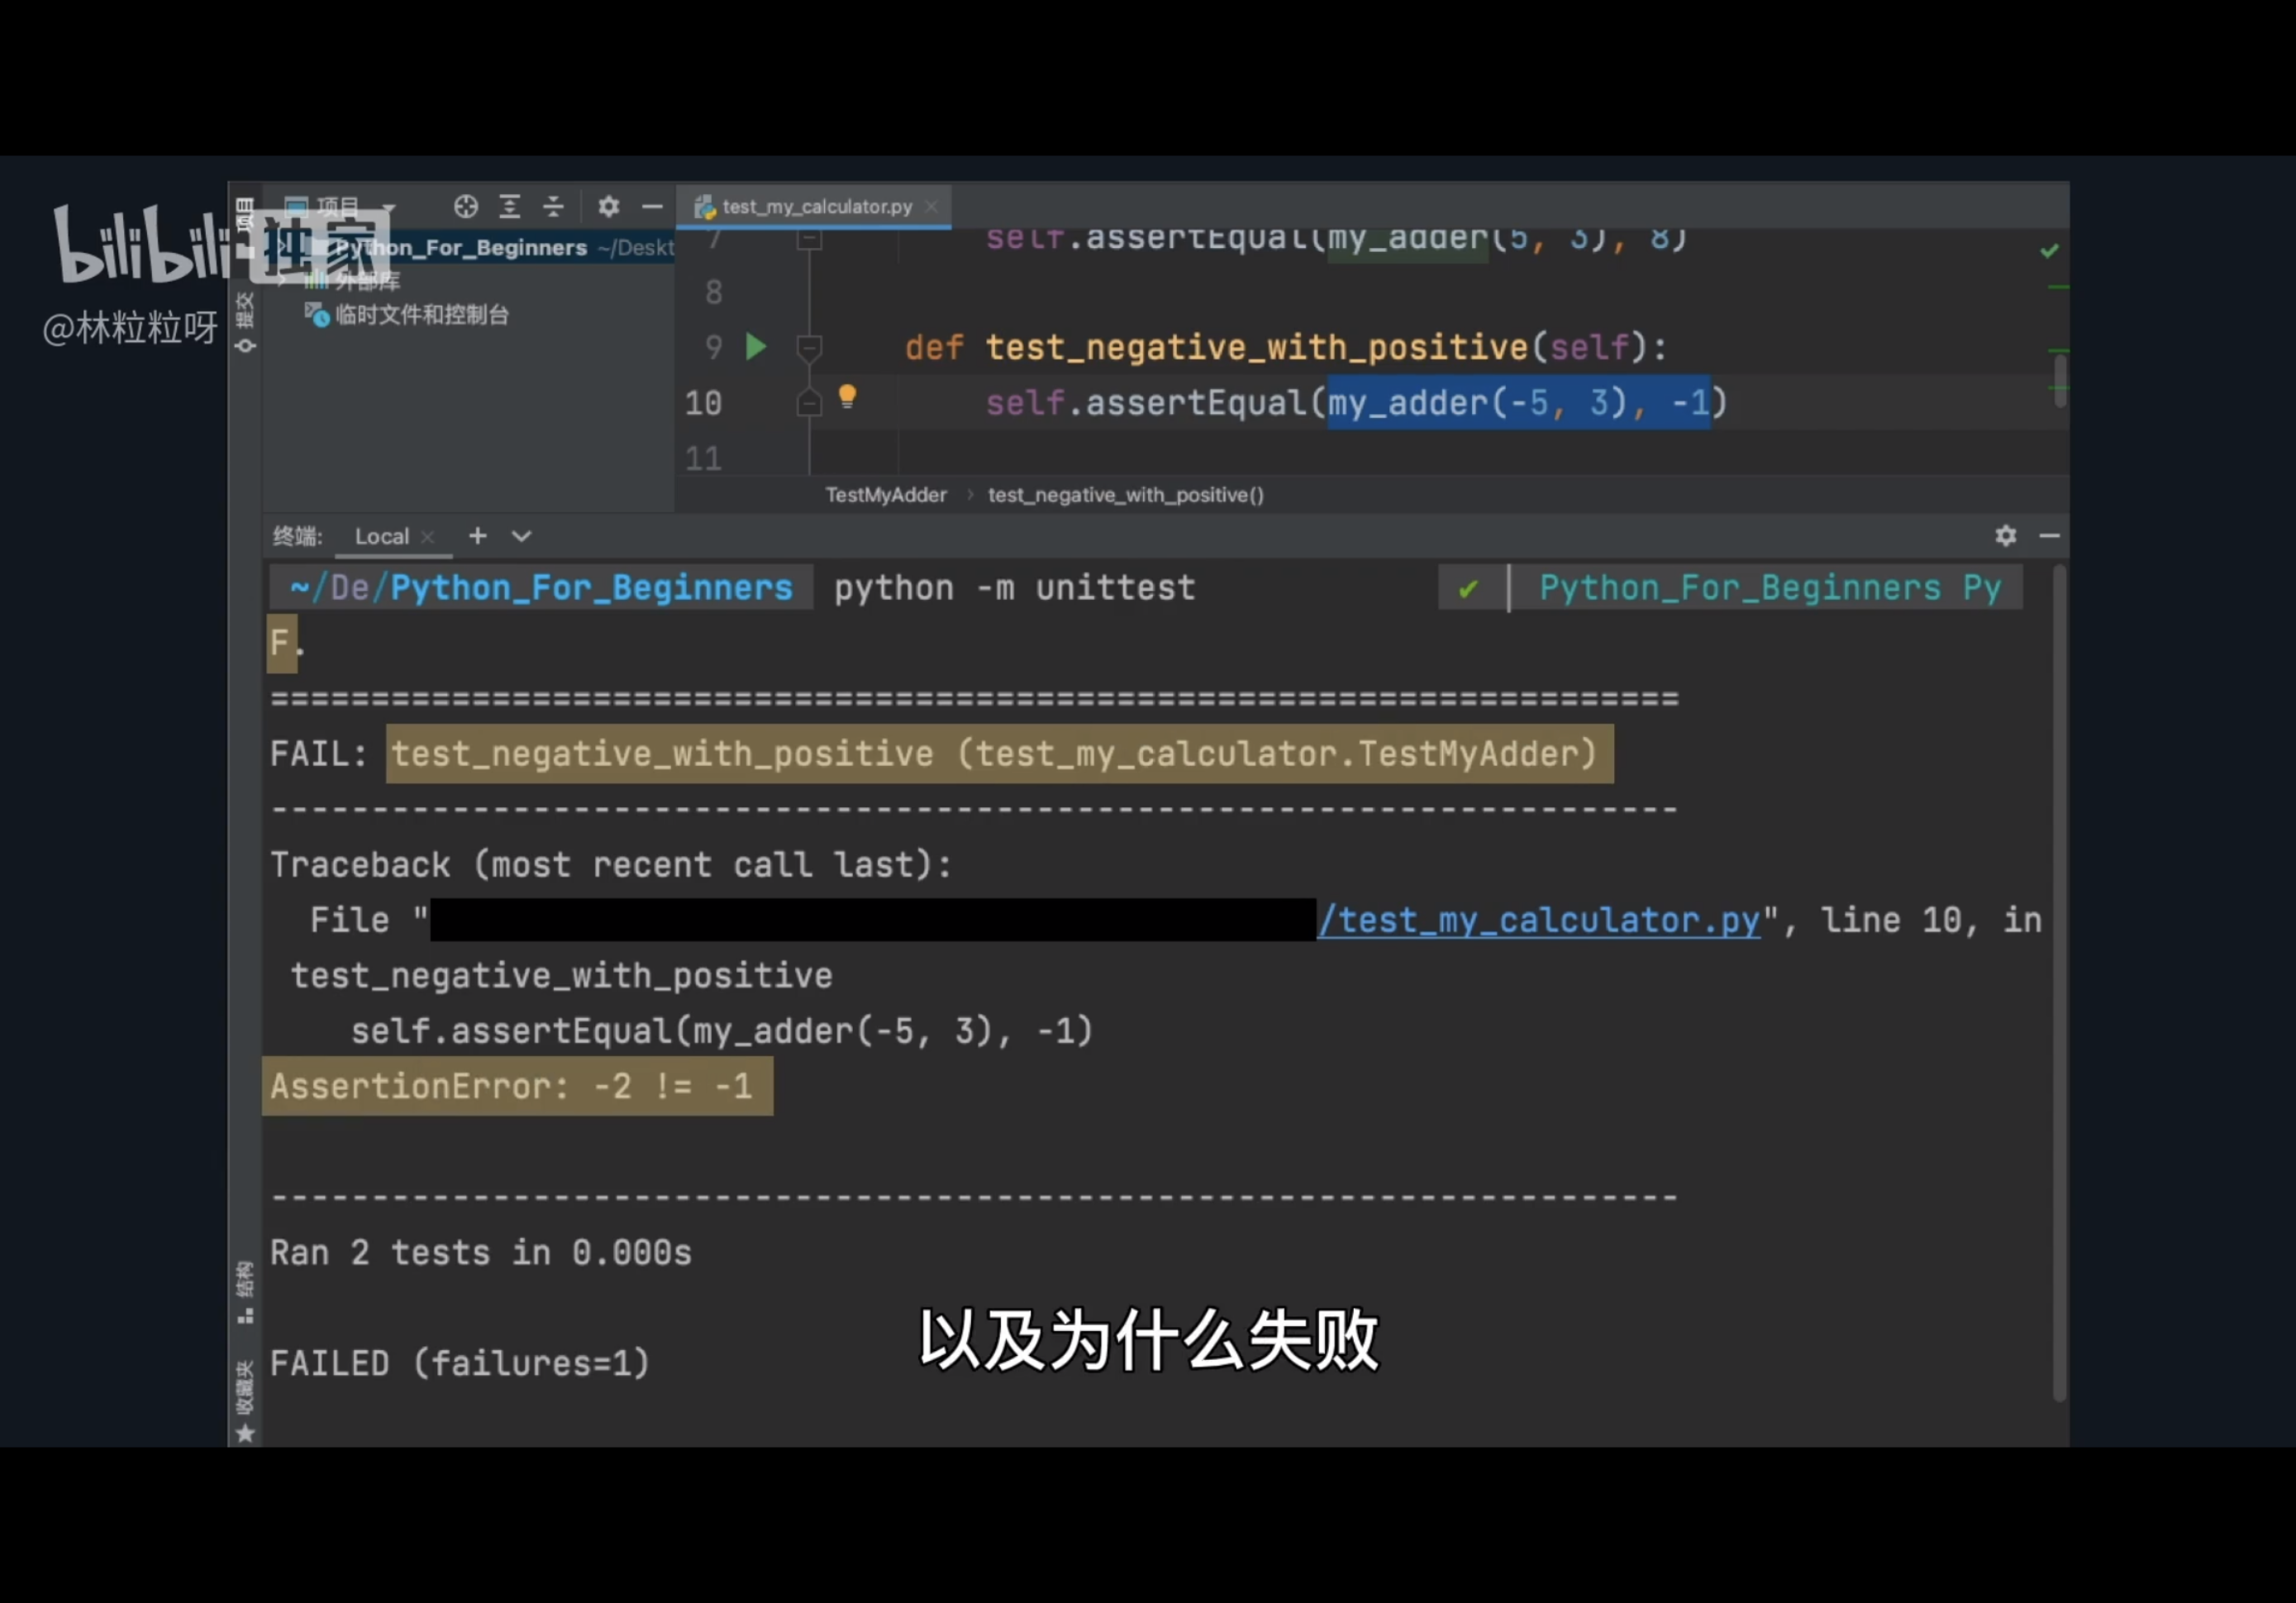 bilibili 独家
@林粒粒呀
项目
项目
test_my_calculator.py
Python_For_Beginners ~/Deskt
外部库
临时文件和控制台
提交
7 self.assertEqual(my_adder(5, 3), 8)
8
9 def test_negative_with_positive(self):
10 self.assertEqual(my_adder(-5, 3), -1)
11
TestMyAdder › test_negative_with_positive()
终端: Local
~/De/Python_For_Beginners python -m unittest ✔ Python_For_Beginners Py
F.
======================================================================
FAIL: test_negative_with_positive (test_my_calculator.TestMyAdder)
----------------------------------------------------------------------
Traceback (most recent call last):
File "/test_my_calculator.py", line 10, in
test_negative_with_positive
self.assertEqual(my_adder(-5, 3), -1)
AssertionError: -2 != -1
----------------------------------------------------------------------
Ran 2 tests in 0.000s
FAILED (failures=1)
结构
收藏夹
以及为什么失败